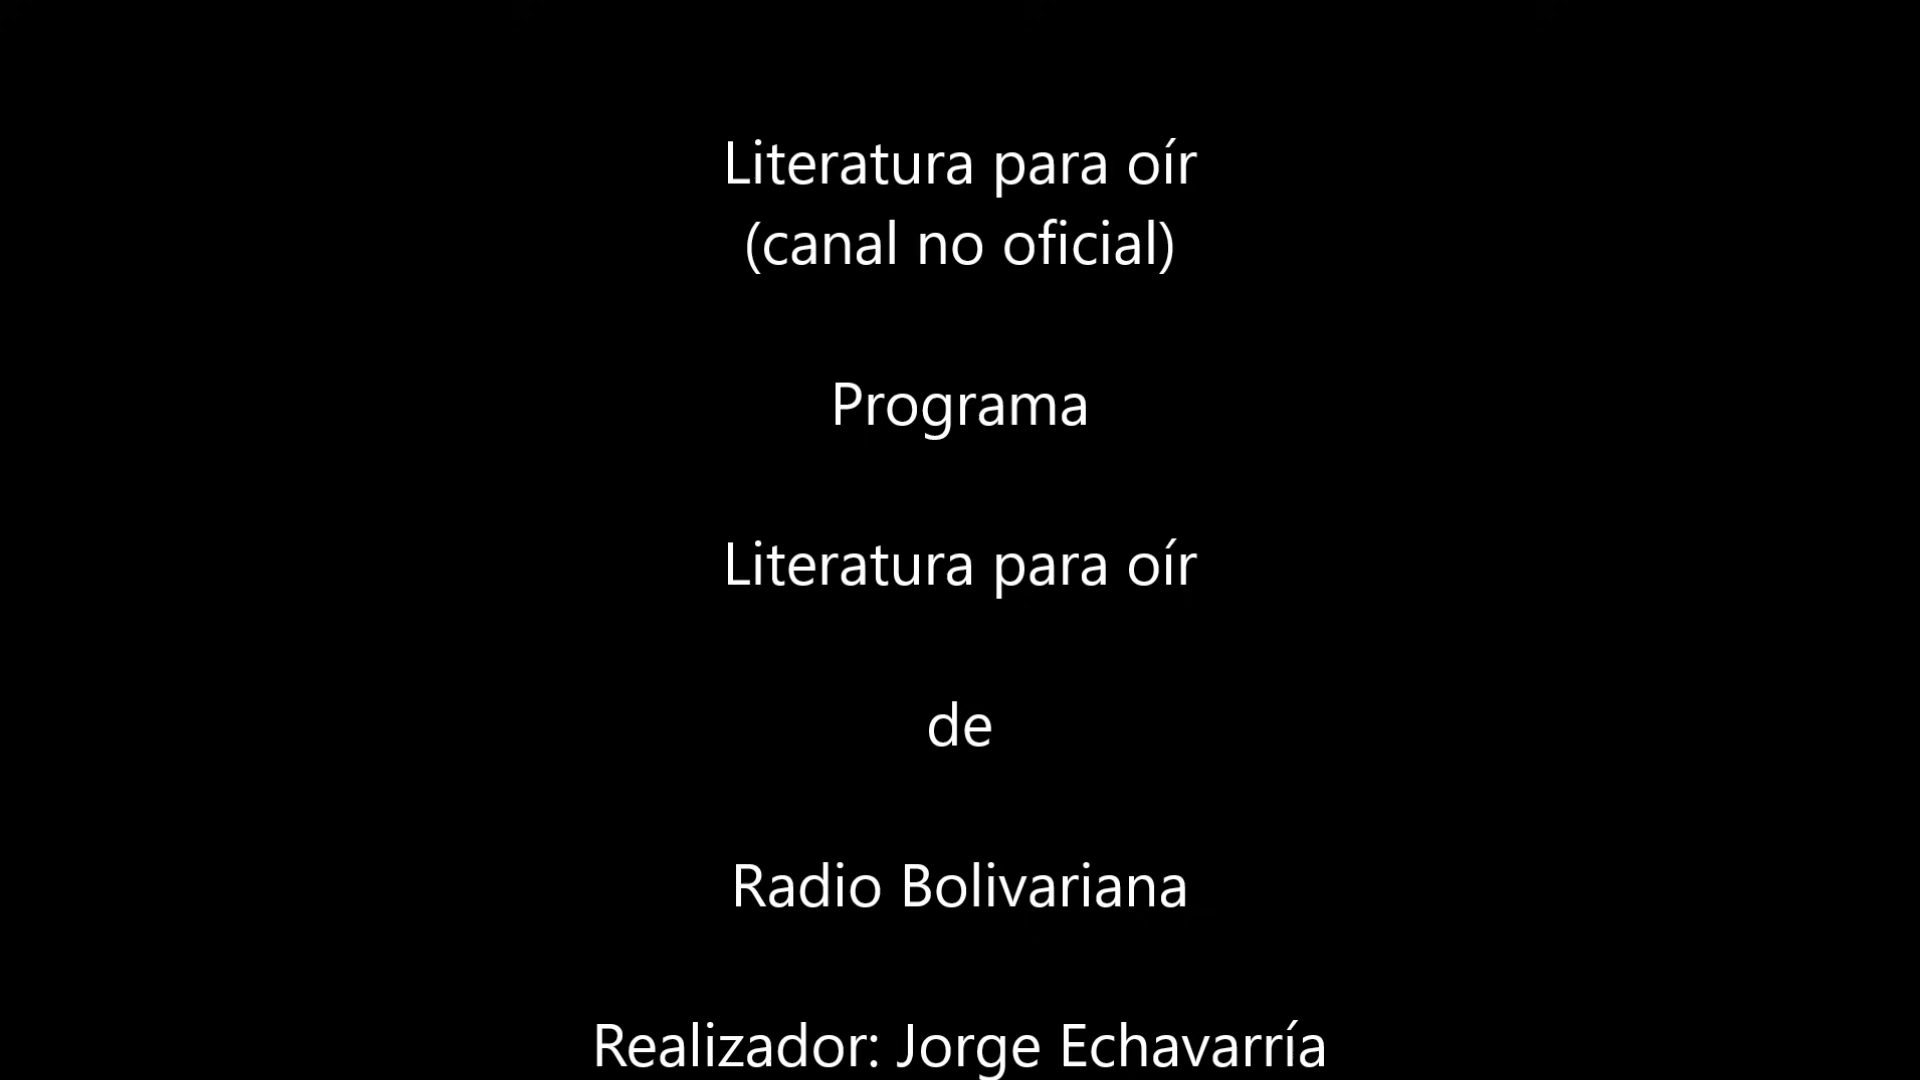 Literatura para oír
(canal no oficial)
Programa
Literatura para oír
de
Radio Bolivariana
Realizador: Jorge Echavarría